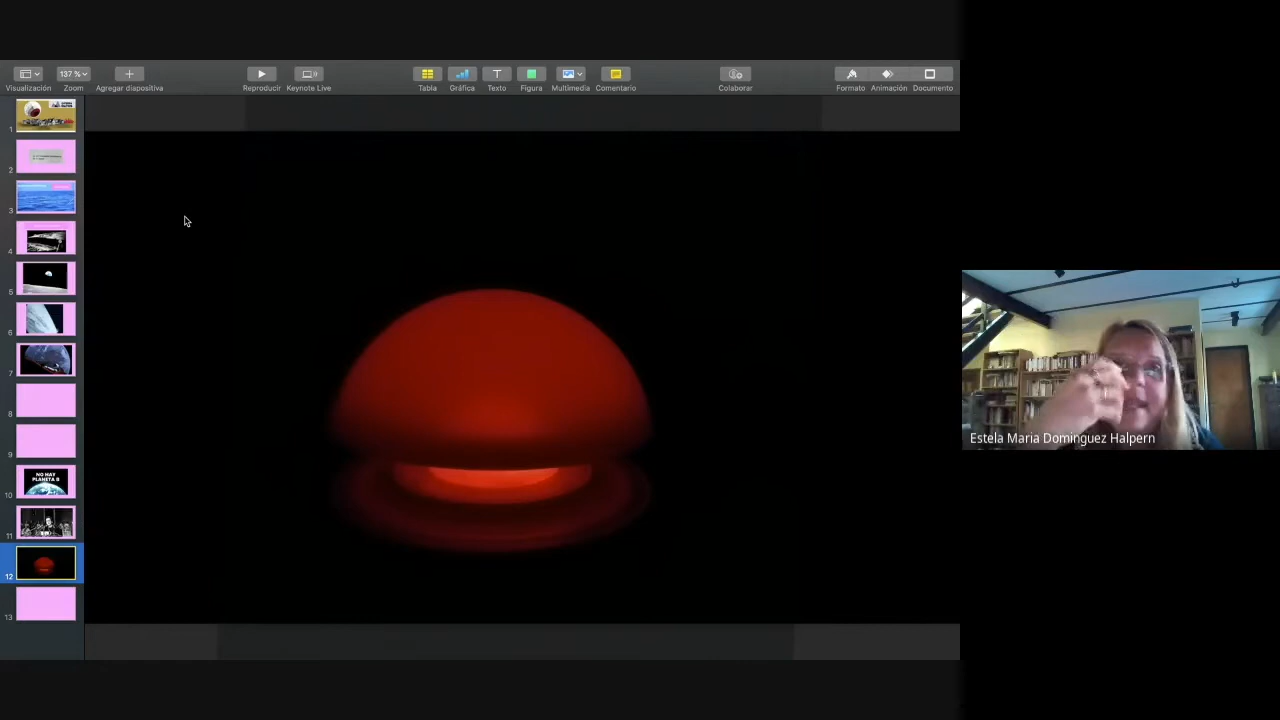 137 %
Visualización
Zoom
Agregar diapositiva
Reproducir
Keynote Live
Tabla
Gráfica
Texto
Figura
Multimedia
Comentario
Colaborar
Formato
Animación
Documento
1
2
3
4
5
6
7
8
9
10
NO HAY
PLANETA B
11
12
13
Estela Maria Dominguez Halpern